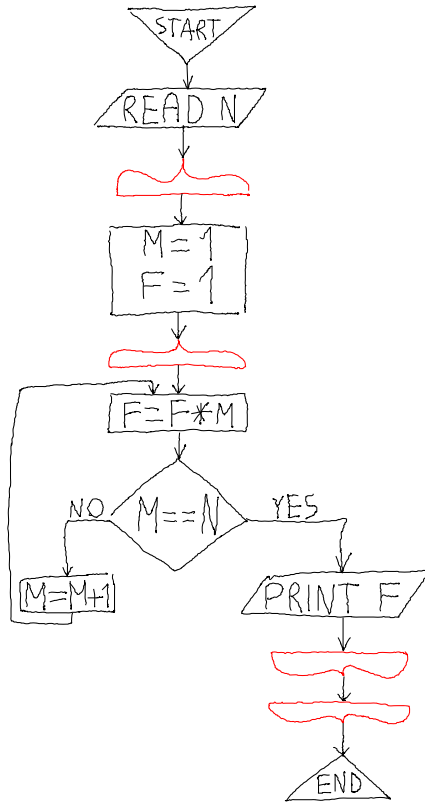 START
READ N
M=1
F=1
F=F*M
M==N
NO
YES
M=M+1
PRINT F
END